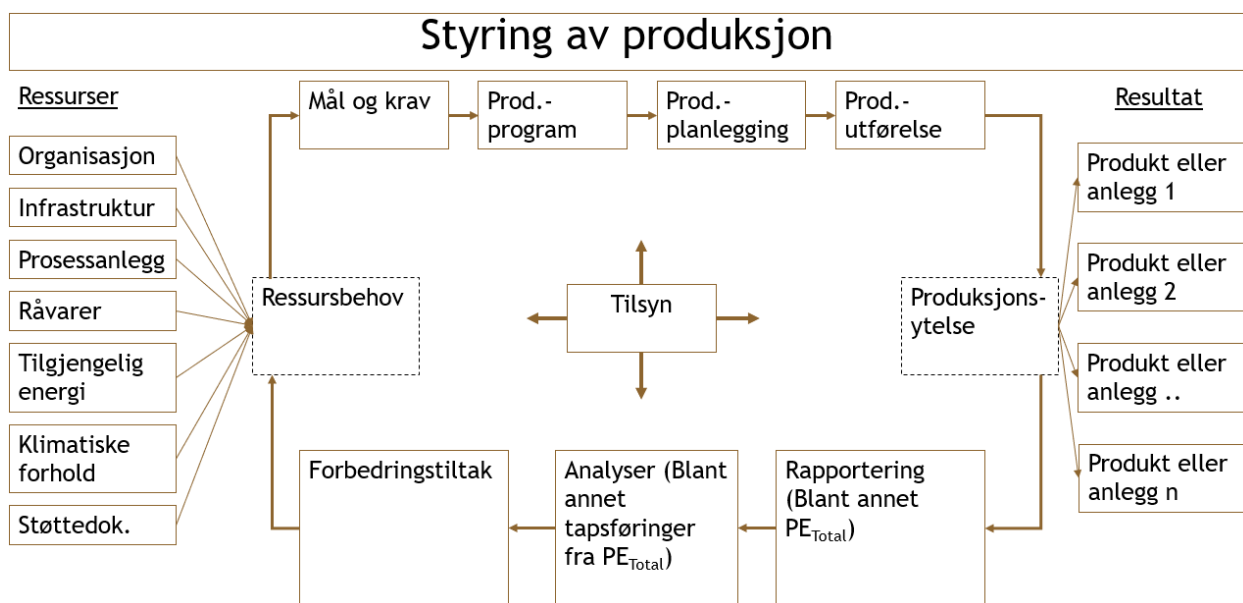 Styring av produksjon
Ressurser
Organisasjon
Infrastruktur
Prosessanlegg
Råvarer
Tilgjengelig
energi
Klimatiske
forhold
Støttedok.
Ressursbehov
Mål og krav
Prod.-
program
Prod.-
planlegging
Prod.-
utførelse
Tilsyn
Produksjons-
ytelse
Forbedringstiltak
Analyser (Blant
annet
tapsføringer
fra PETotal)
Rapportering
(Blant annet
PETotal)
Resultat
Produkt eller
anlegg 1
Produkt eller
anlegg 2
Produkt eller
anlegg ..
Produkt eller
anlegg n